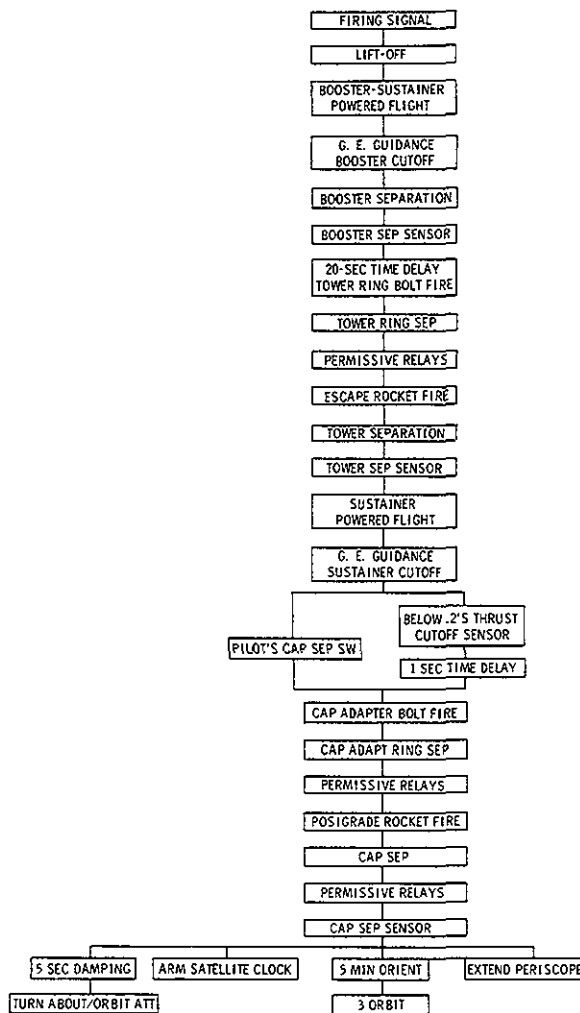 FIRING SIGNAL
LIFT-OFF
BOOSTER-SUSTAINER
POWERED FLIGHT
G. E. GUIDANCE
BOOSTER CUTOFF
BOOSTER SEPARATION
BOOSTER SEP SENSOR
20-SEC TIME DELAY
TOWER RING BOLT FIRE
TOWER RING SEP
PERMISSIVE RELAYS
ESCAPE ROCKET FIRE
TOWER SEPARATION
TOWER SEP SENSOR
SUSTAINER
POWERED FLIGHT
G. E. GUIDANCE
SUSTAINER CUTOFF
BELOW .2'S THRUST
CUTOFF SENSOR
PILOT'S CAP SEP SW
1 SEC TIME DELAY
CAP ADAPTER BOLT FIRE
CAP ADAPT RING SEP
PERMISSIVE RELAYS
POSIGRADE ROCKET FIRE
CAP SEP
PERMISSIVE RELAYS
CAP SEP SENSOR
5 SEC DAMPING
ARM SATELLITE CLOCK
5 MIN ORIENT
EXTEND PERISCOPE
TURN ABOUT/ORBIT ATT
3 ORBIT